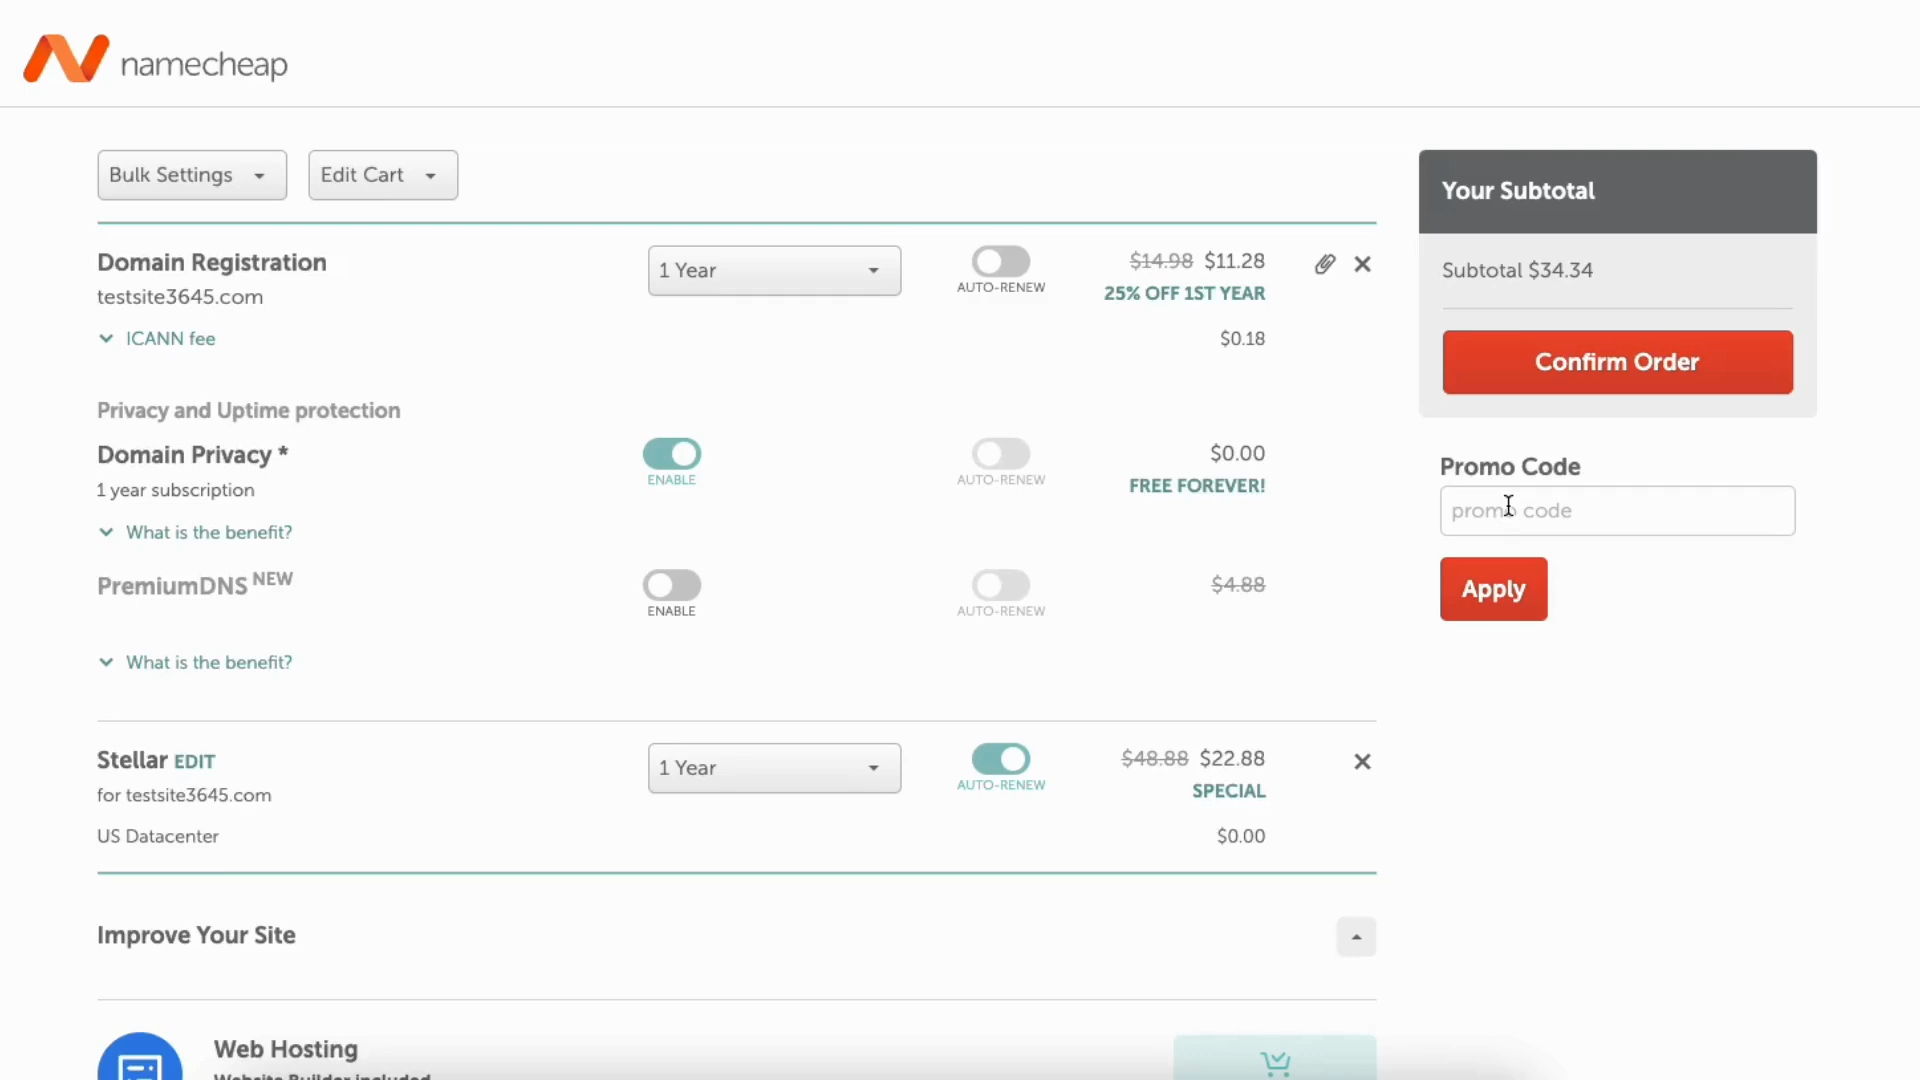 namecheap
Bulk Settings
Edit Cart
Your Subtotal
Domain Registration
testsite3645.com
ICANN fee
1 Year
AUTO-RENEW
$14.98 $11.28
25% OFF 1ST YEAR
$0.18
Subtotal $34.34
Confirm Order
Privacy and Uptime protection
Domain Privacy *
1 year subscription
What is the benefit?
ENABLE
AUTO-RENEW
$0.00
FREE FOREVER!
Promo Code
promo code
Apply
PremiumDNS NEW
ENABLE
AUTO-RENEW
$4.88
What is the benefit?
Stellar EDIT
for testsite3645.com
US Datacenter
1 Year
AUTO-RENEW
$48.88 $22.88
SPECIAL
$0.00
Improve Your Site
Web Hosting
Website Builder included